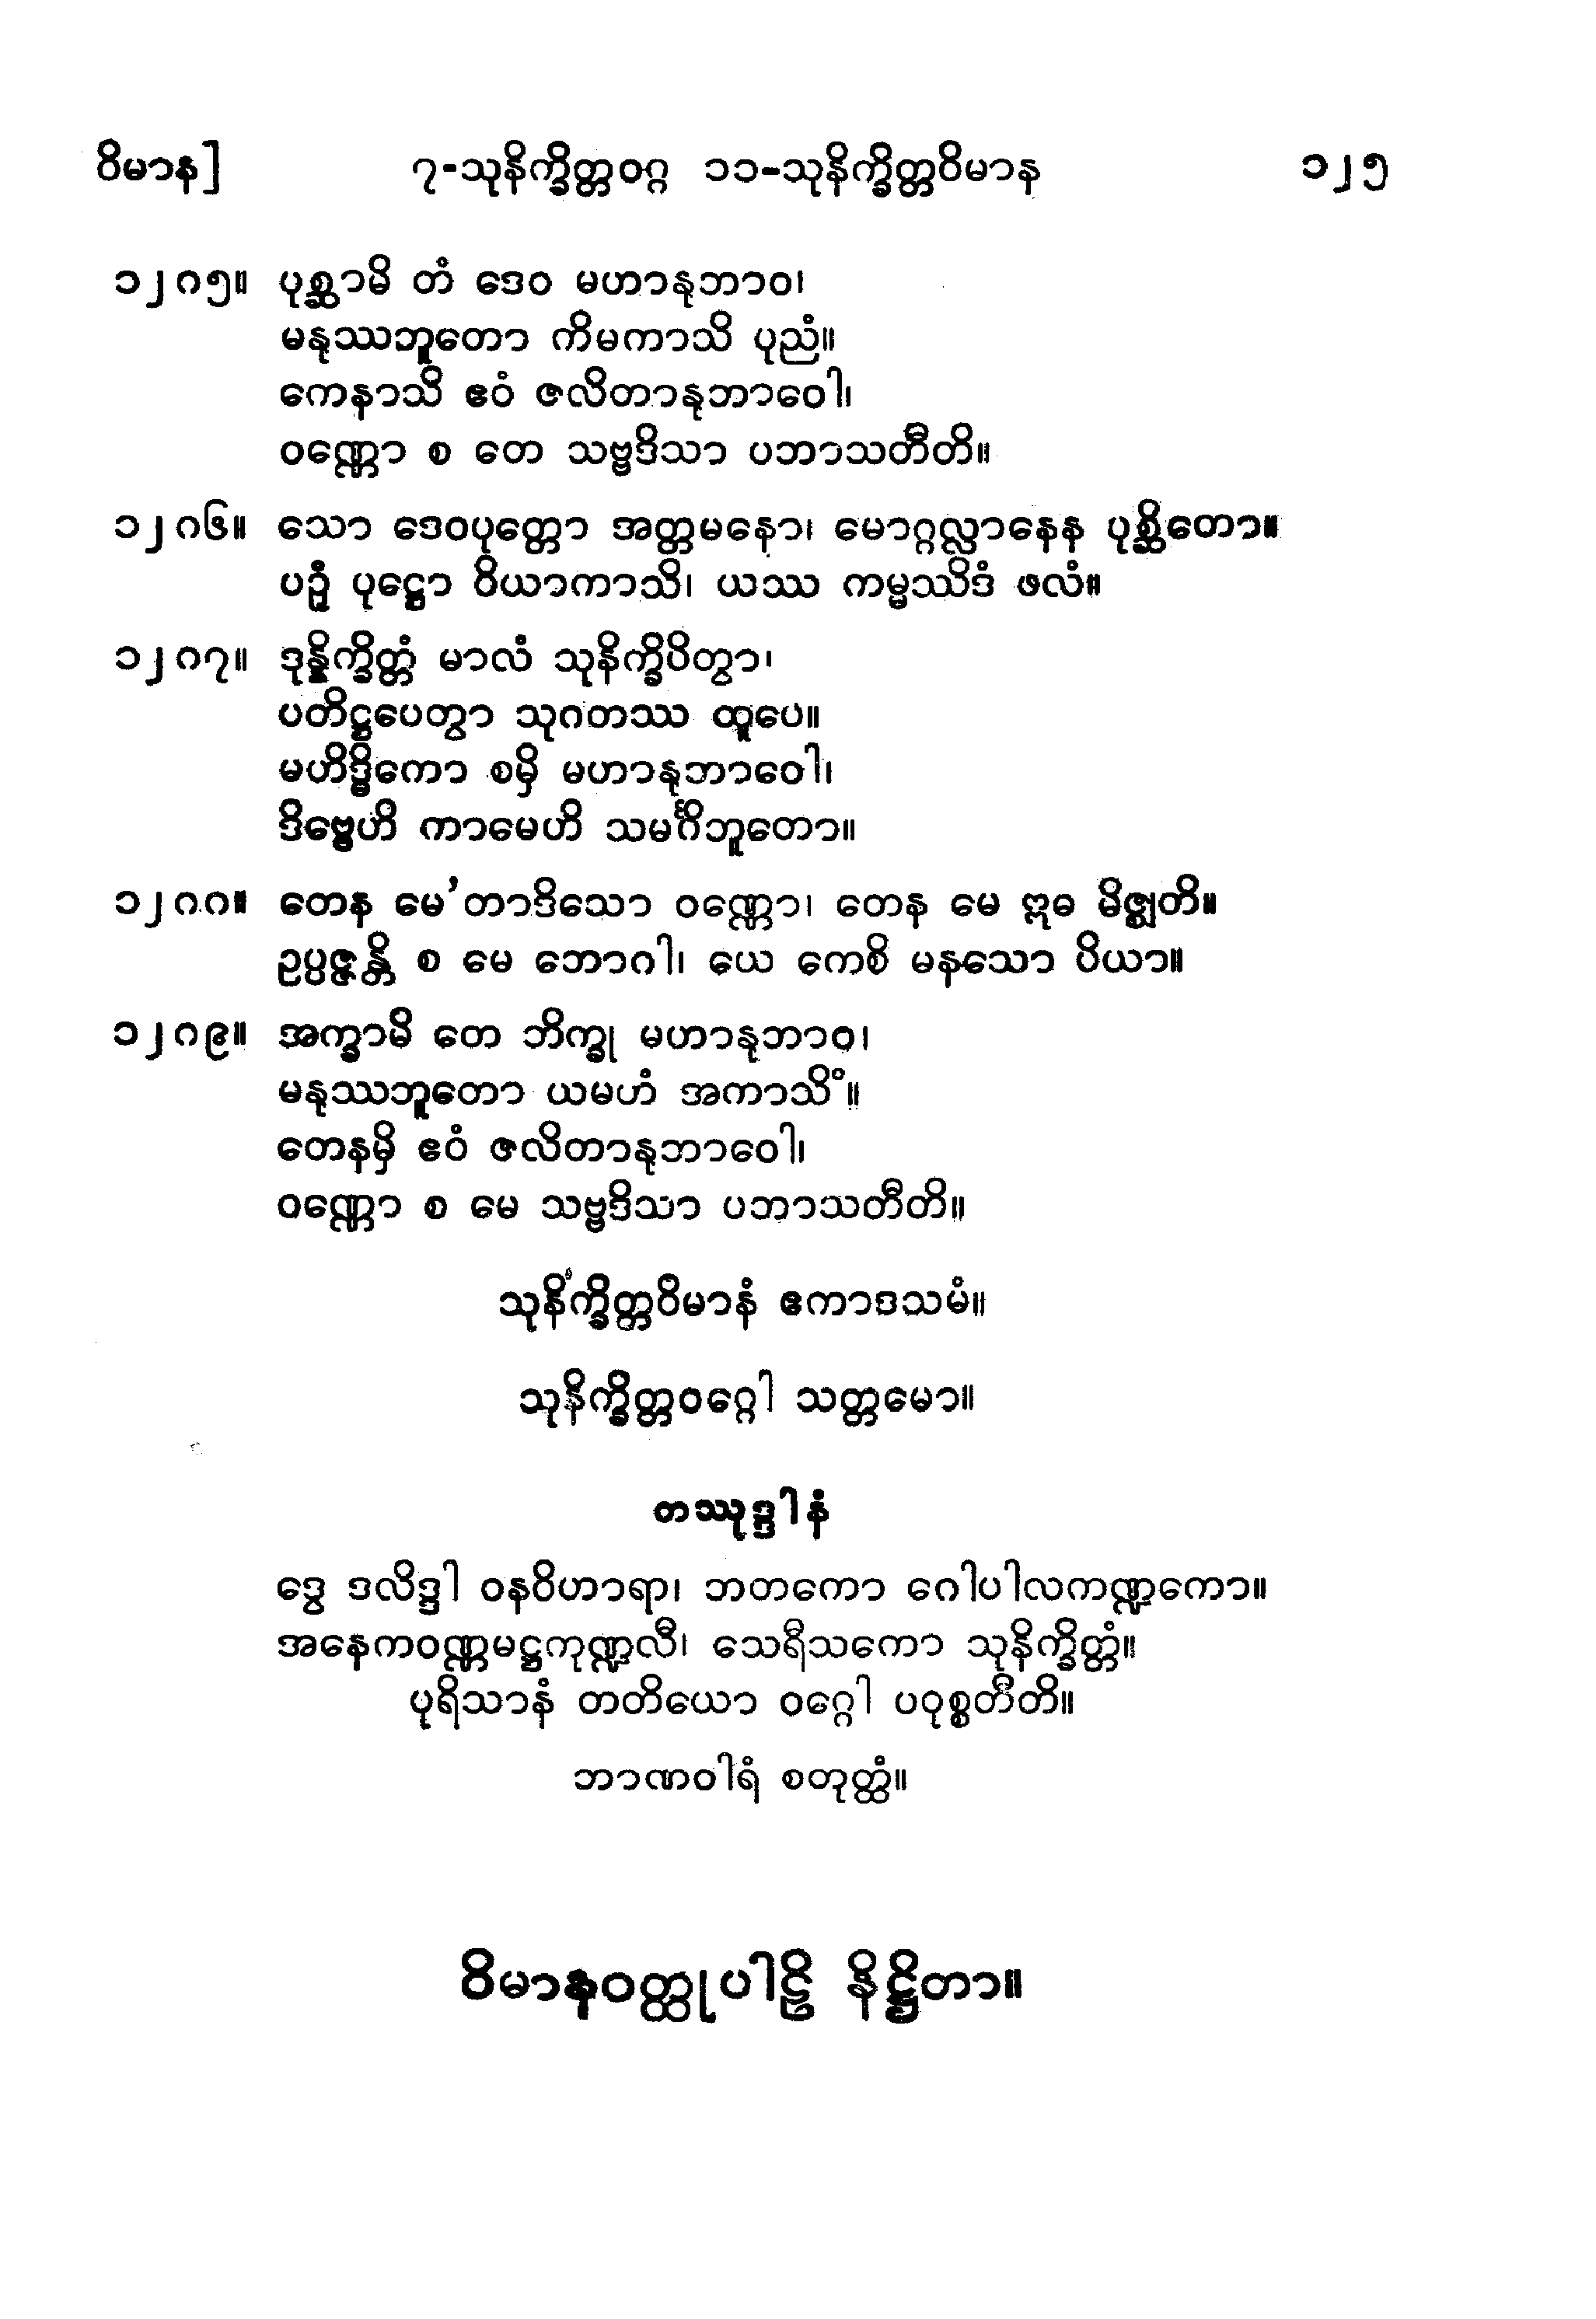 ဝိမာန]	၇-သုနိက္ခိတ္တဝဂ္ဂ ၁၁-သုနိက္ခိတ္တဝိမာန	၁၂၅
၁၂၈၅။ ပုစ္ဆာမိ တံ ဒေဝ မဟာနုဘာဝ၊
မနုဿဘူတော ကိမကာသိ ပုညံ။
ကေနာသိ ဧဝံ ဇလိတာနုဘာဝေါ၊
ဝဏ္ဏော စ တေ သဗ္ဗဒိသာ ပဘာသတီတိ။
၁၂၈၆။ သော ဒေဝပုတ္တော အတ္တမနော၊ မောဂ္ဂလ္လာနေန ပုစ္ဆိတော။
ပဉှံ ပုဋ္ဌော ဝိယာကာသိ၊ ယဿ ကမ္မဿိဒံ ဖလံ။
၁၂၈၇။ ဒုန္နိက္ခိတ္တံ မာလံ သုနိက္ခိပိတွာ၊
ပတိဋ္ဌပေတွာ သုဂတဿ ထူပေ။
မဟိဒ္ဓိကော စမှိ မဟာနုဘာဝေါ၊
ဒိဗ္ဗေဟိ ကာမေဟိ သမင်္ဂိဘူတော။
၁၂၈၈။ တေန မေ’တာဒိသော ဝဏ္ဏော၊ တေန မေ ဣဓ မိဇ္ဈတိ။
ဥပ္ပဇ္ဇန္တိ စ မေ ဘောဂါ၊ ယေ ကေစိ မနသော ပိယာ။
၁၂၈၉။ အက္ခာမိ တေ ဘိက္ခု မဟာနုဘာဝ၊
မနုဿဘူတော ယမဟံ အကာသိံ။
တေနမှိ ဧဝံ ဇလိတာနုဘာဝေါ၊
ဝဏ္ဏော စ မေ သဗ္ဗဒိသာ ပဘာသတီတိ။
သုနိက္ခိတ္တဝိမာနံ ဧကာဒသမံ။
သုနိက္ခိတ္တဝဂ္ဂေါ သတ္တမော။
တဿုဒ္ဒါနံ
ဒွေ ဒလိဒ္ဒါ ဝနဝိဟာရာ၊ ဘတကော ဂေါပါလကဏ္ဍကော။
အနေကဝဏ္ဏမဋ္ဌကုဏ္ဍလီ၊ သေရီသကော သုနိက္ခိတ္တံ။
ပုရိသာနံ တတိယော ဝဂ္ဂေါ ပဝုစ္စတီတိ။
ဘာဏဝါရံ စတုတ္ထံ။
ဝိမာနဝတ္ထုပါဠိ နိဋ္ဌိတာ။